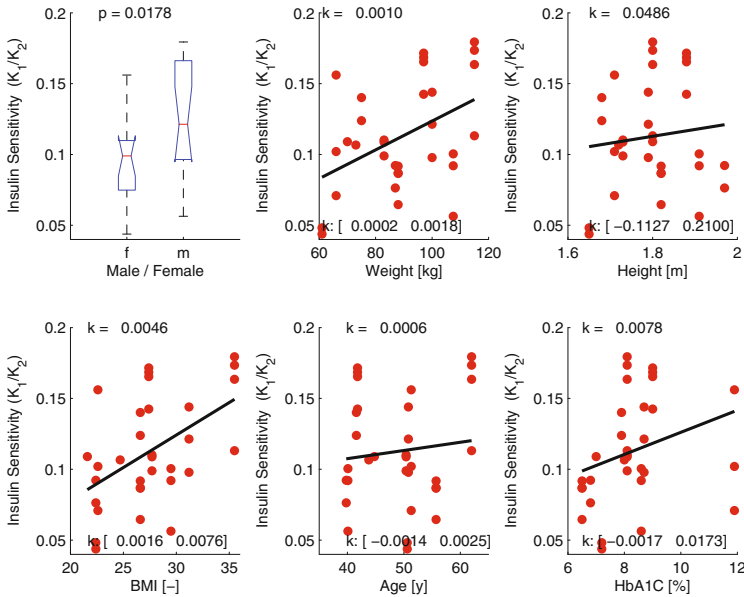 p = 0.0178
Insulin Sensitivity (K1/K2)
0.2
0.15
0.1
0.05
f m
Male / Female
k = 0.0010
Insulin Sensitivity (K1/K2)
0.2
0.15
0.1
0.05
k: [ 0.0002 0.0018]
60 80 100 120
Weight [kg]
k = 0.0486
Insulin Sensitivity (K1/K2)
0.2
0.15
0.1
0.05
k: [ −0.1127 0.2100]
1.6 1.8 2
Height [m]
k = 0.0046
Insulin Sensitivity (K1/K2)
0.2
0.15
0.1
0.05
k: [ 0.0016 0.0076]
20 25 30 35
BMI [−]
k = 0.0006
Insulin Sensitivity (K1/K2)
0.2
0.15
0.1
0.05
k: [ −0.0014 0.0025]
40 50 60
Age [y]
k = 0.0078
Insulin Sensitivity (K1/K2)
0.2
0.15
0.1
0.05
k: [ −0.0017 0.0173]
6 8 10 12
HbA1C [%]